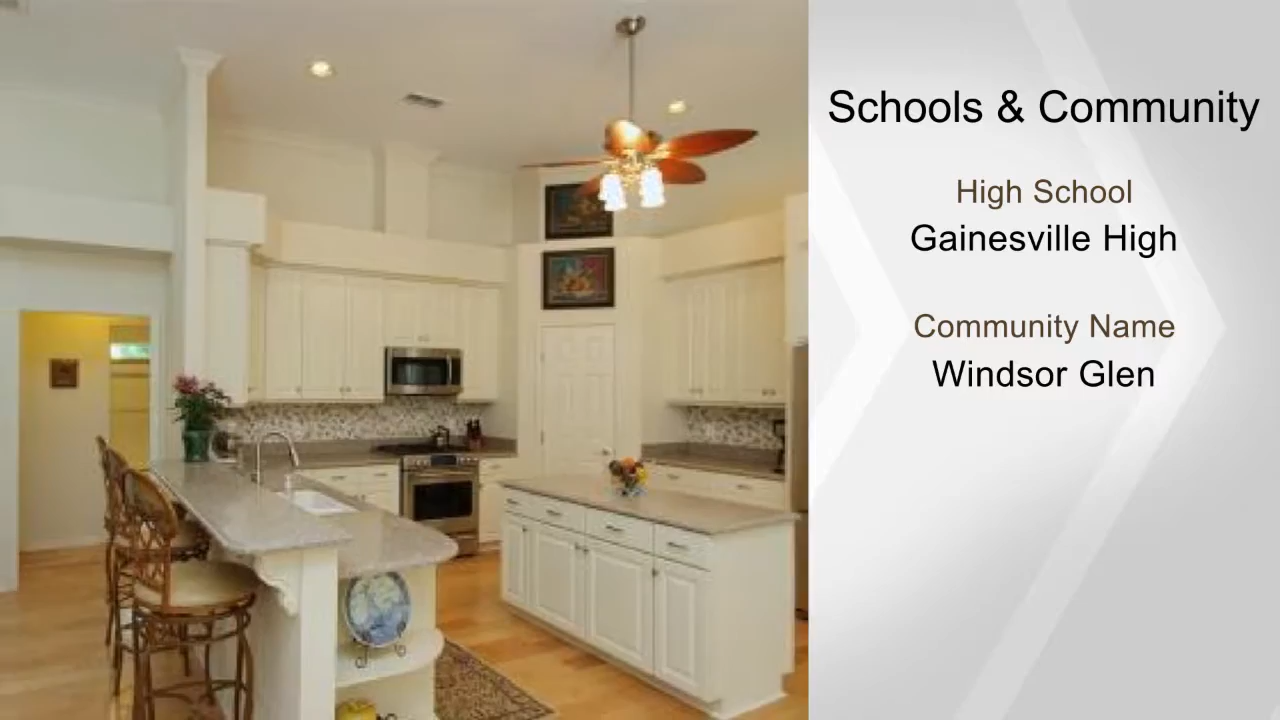 Schools & Community
High School
Gainesville High
Community Name
Windsor Glen